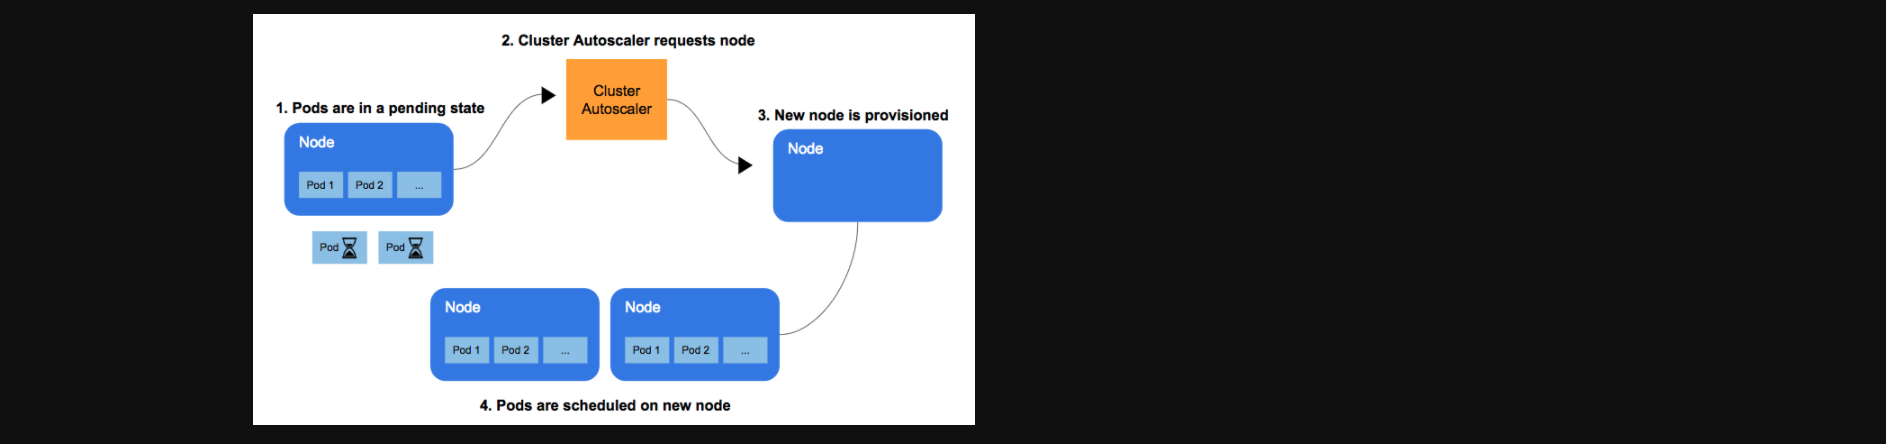 2. Cluster Autoscaler requests node
Cluster
Autoscaler
1. Pods are in a pending state
Node
Pod 1 Pod 2 ...
Pod Pod
3. New node is provisioned
Node
Node
Pod 1 Pod 2 ...
Node
Pod 1 Pod 2 ...
4. Pods are scheduled on new node